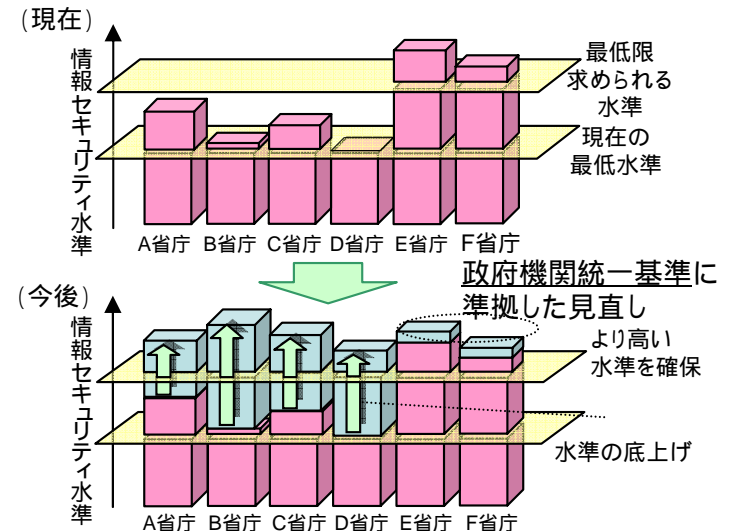 (現在)
情報セキュリティ水準
最低限
求められる
水準
現在の
最低水準
A省庁 B省庁 C省庁 D省庁 E省庁 F省庁
政府機関統一基準に
準拠した見直し
(今後)
情報セキュリティ水準
より高い
水準を確保
水準の底上げ
A省庁 B省庁 C省庁 D省庁 E省庁 F省庁